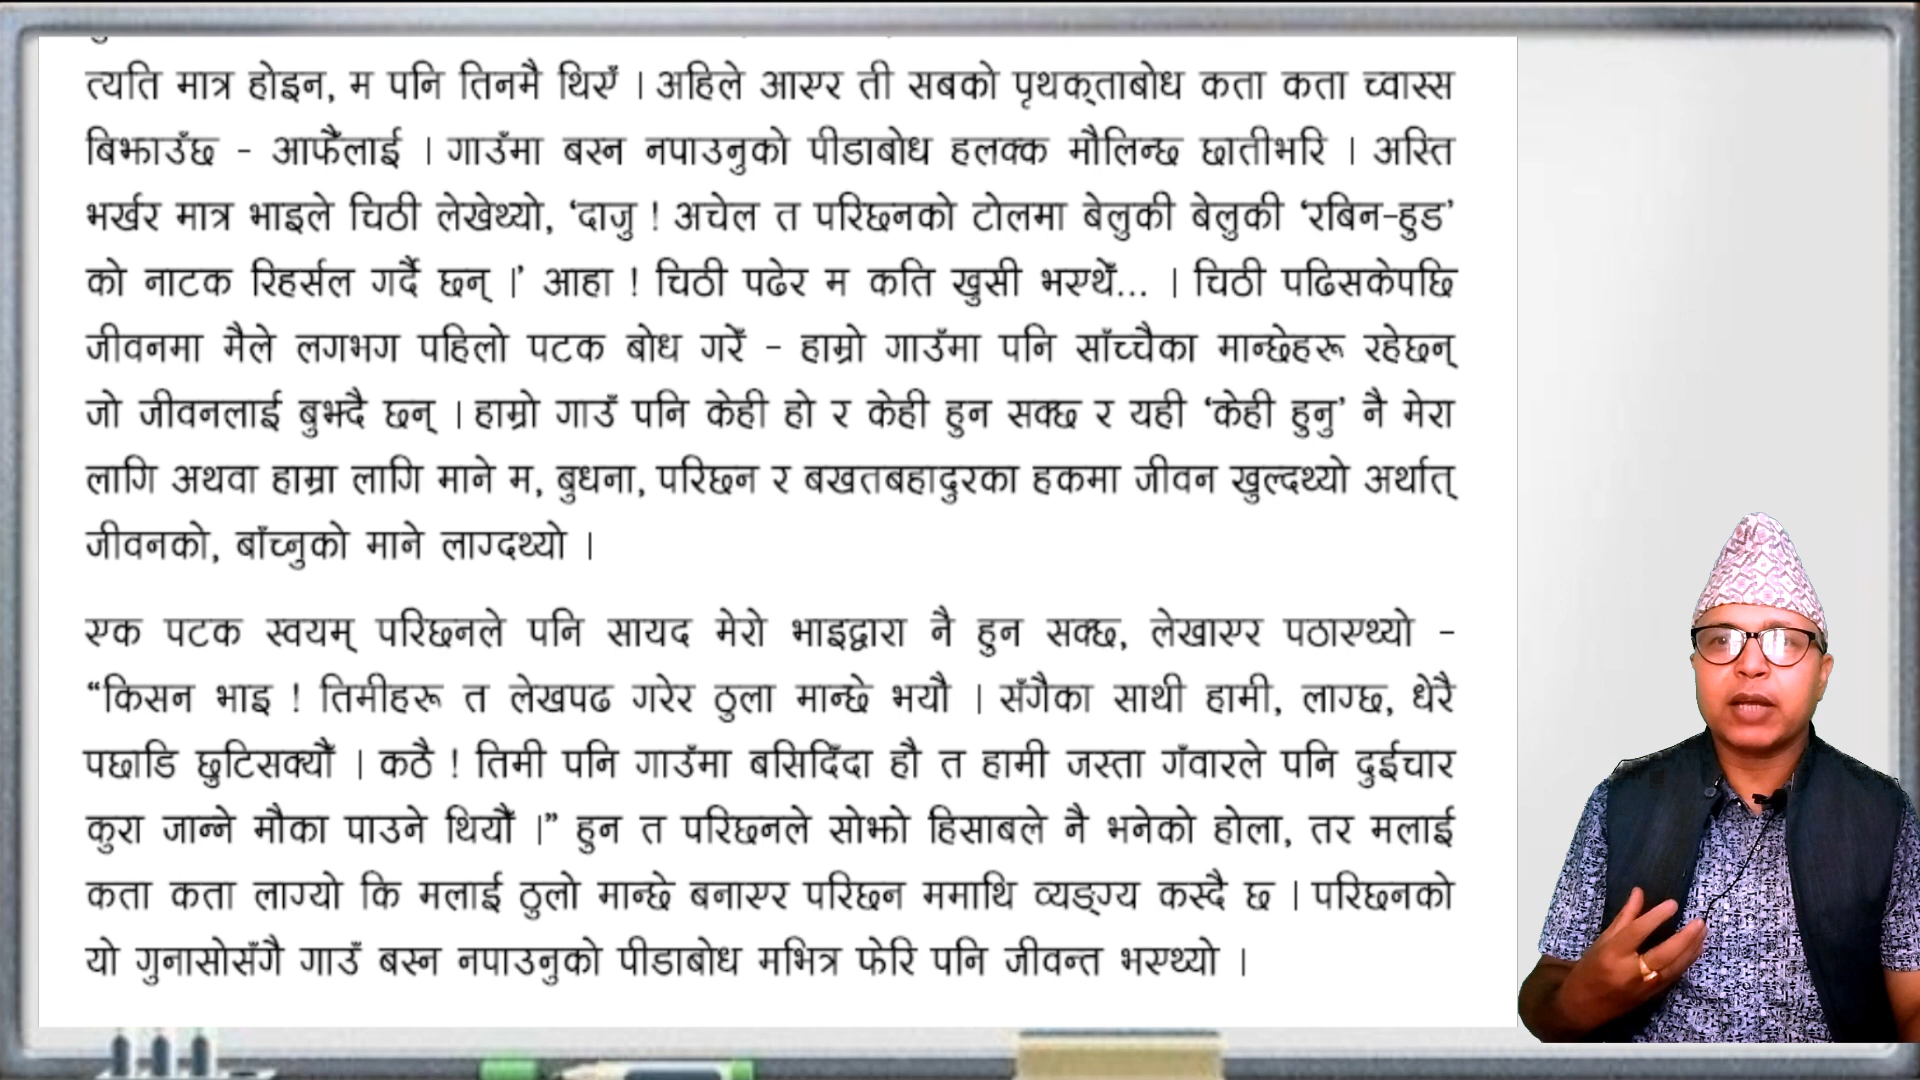 त्यति मात्र होइन, म पनि तिनमै थिएँ । अहिले आएर ती सबको पृथक्ताबोध कता कता च्वास्स
बिझाउँछ - आफैँलाई । गाउँमा बस्न नपाउनुको पीडाबोध हलक्क मौलिन्छ छातीभरि । अस्ति
भर्खर मात्र भाइले चिठी लेखेथ्यो, ‘दाजु ! अचेल त परिछनको टोलमा बेलुकी बेलुकी ‘रबिन-हुड’
को नाटक रिहर्सल गर्दै छन् ।’ आहा ! चिठी पढेर म कति खुसी भएथेँ... । चिठी पढिसकेपछि
जीवनमा मैले लगभग पहिलो पटक बोध गरेँ - हाम्रो गाउँमा पनि साँच्चैका मान्छेहरू रहेछन्
जो जीवनलाई बुझ्दै छन् । हाम्रो गाउँ पनि केही हो र केही हुन सक्छ र यही ‘केही हुनु’ नै मेरा
लागि अथवा हाम्रा लागि माने म, बुधना, परिछन र बखतबहादुरका हकमा जीवन खुल्दथ्यो अर्थात्
जीवनको, बाँच्नुको माने लाग्दथ्यो ।
एक पटक स्वयम् परिछनले पनि सायद मेरो भाइद्वारा नै हुन सक्छ, लेखाएर पठाएथ्यो -
“किसन भाइ ! तिमीहरू त लेखपढ गरेर ठुला मान्छे भयौ । सँगैका साथी हामी, लाग्छ, धेरै
पछाडि छुटिसक्यौँ । कठै ! तिमी पनि गाउँमा बसिदिँदा हौ त हामी जस्ता गँवारले पनि दुईचार
कुरा जान्ने मौका पाउने थियौँ ।” हुन त परिछनले सोझो हिसाबले नै भनेको होला, तर मलाई
कता कता लाग्यो कि मलाई ठुलो मान्छे बनाएर परिछन ममाथि व्यङ्ग्य कस्दै छ । परिछनको
यो गुनासोसँगै गाउँ बस्न नपाउनुको पीडाबोध मभित्र फेरि पनि जीवन्त भएथ्यो ।